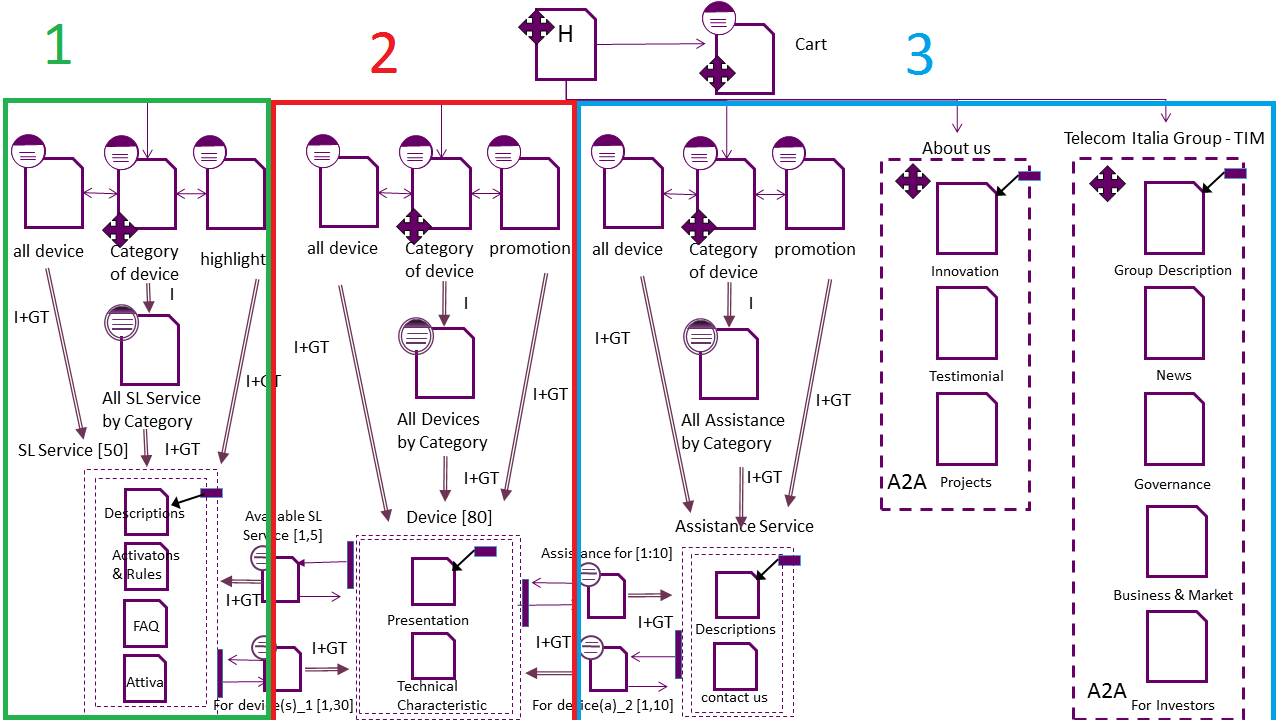 1
2
3
H
Cart
About us
Telecom Italia Group - TIM
all device
Category
of device
highlight
I
I+GT
I+GT
All SL Service
by Category
I+GT
SL Service [50]
Descriptions
Activatons
& Rules
FAQ
Attiva
all device
Category
of device
promotion
I
I+GT
I+GT
All Devices
by Category
I+GT
Device [80]
Available SL
Service [1,5]
I+GT
I+GT
For device(s)_1 [1,30]
Presentation
Technical
Characteristic
all device
Category
of device
promotion
I
I+GT
I+GT
All Assistance
by Category
I+GT
Assistance Service
Assistance for [1:10]
I+GT
I+GT
For device(a)_2 [1,10]
Descriptions
contact us
Innovation
Testimonial
Projects
A2A
Group Description
News
Governance
Business & Market
For Investors
A2A